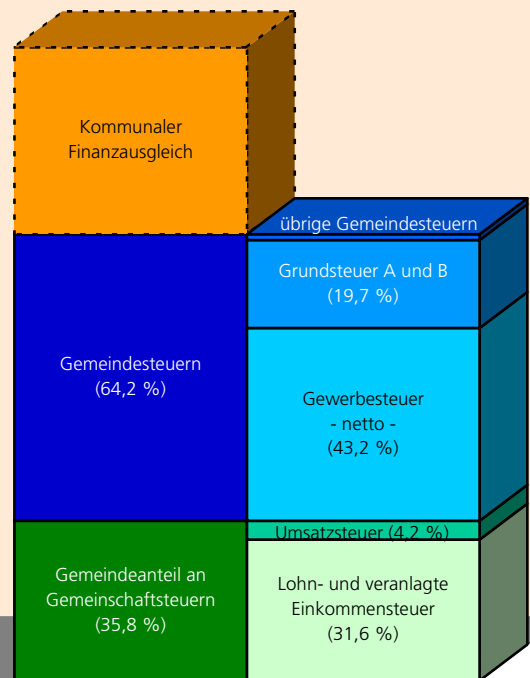 Kommunaler
Finanzausgleich
übrige Gemeindesteuern
Grundsteuer A und B
(19,7 %)
Gemeindesteuern
(64,2 %)
Gewerbesteuer
- netto -
(43,2 %)
Umsatzsteuer (4,2 %)
Gemeindeanteil an
Gemeinschaftsteuern
(35,8 %)
Lohn- und veranlagte
Einkommensteuer
(31,6 %)